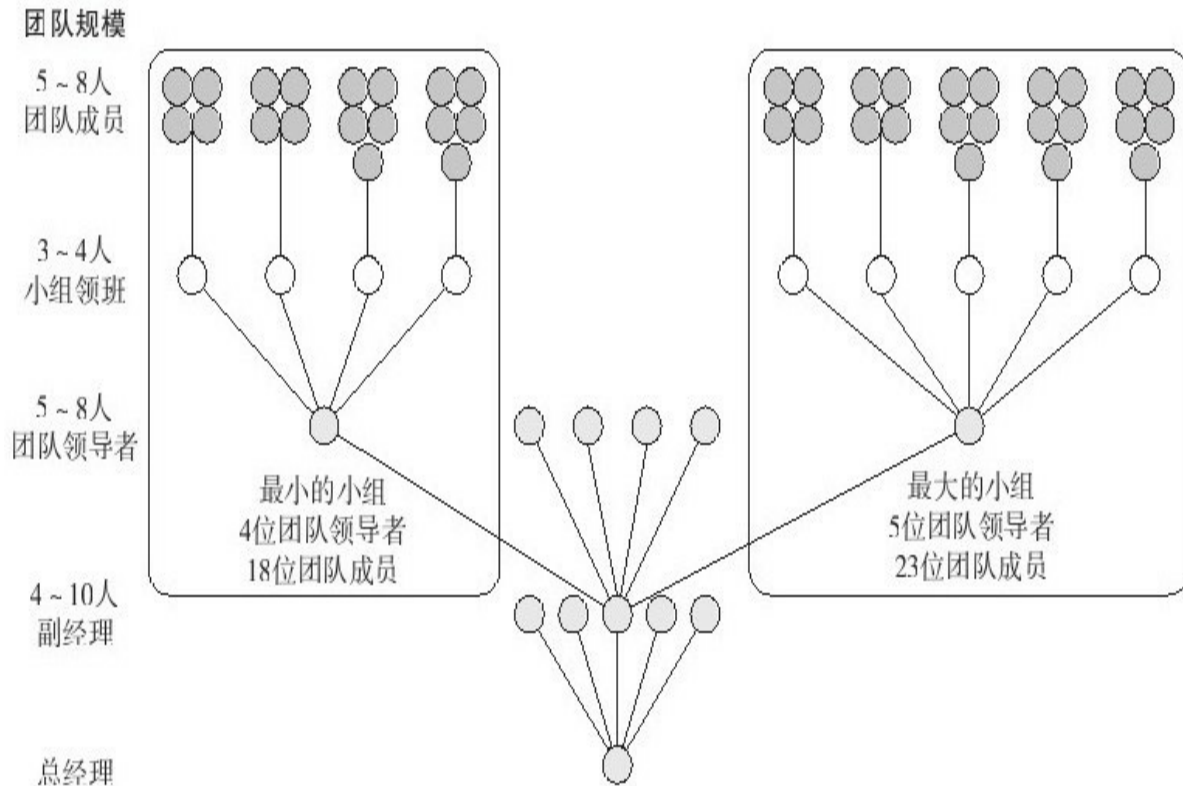 团队规模
5~8人
团队成员
3~4人
小组领班
5~8人
团队领导者
最小的小组
4位团队领导者
18位团队成员
最大的小组
5位团队领导者
23位团队成员
4~10人
副经理
总经理